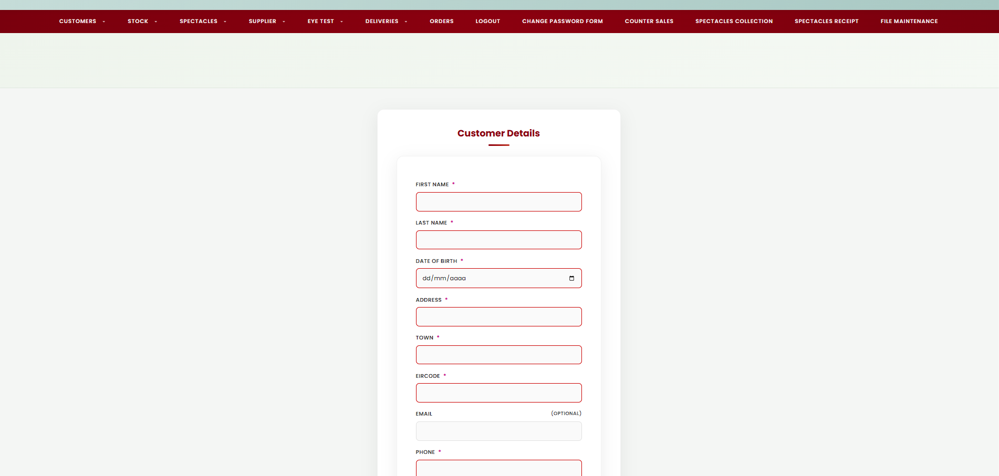 CUSTOMERS STOCK SPECTACLES SUPPLIER EYE TEST DELIVERIES ORDERS LOGOUT CHANGE PASSWORD FORM COUNTER SALES SPECTACLES COLLECTION SPECTACLES RECEIPT FILE MAINTENANCE
Customer Details
FIRST NAME *
LAST NAME *
DATE OF BIRTH *
dd/mm/aaaa
ADDRESS *
TOWN *
EIRCODE *
EMAIL (OPTIONAL)
PHONE *